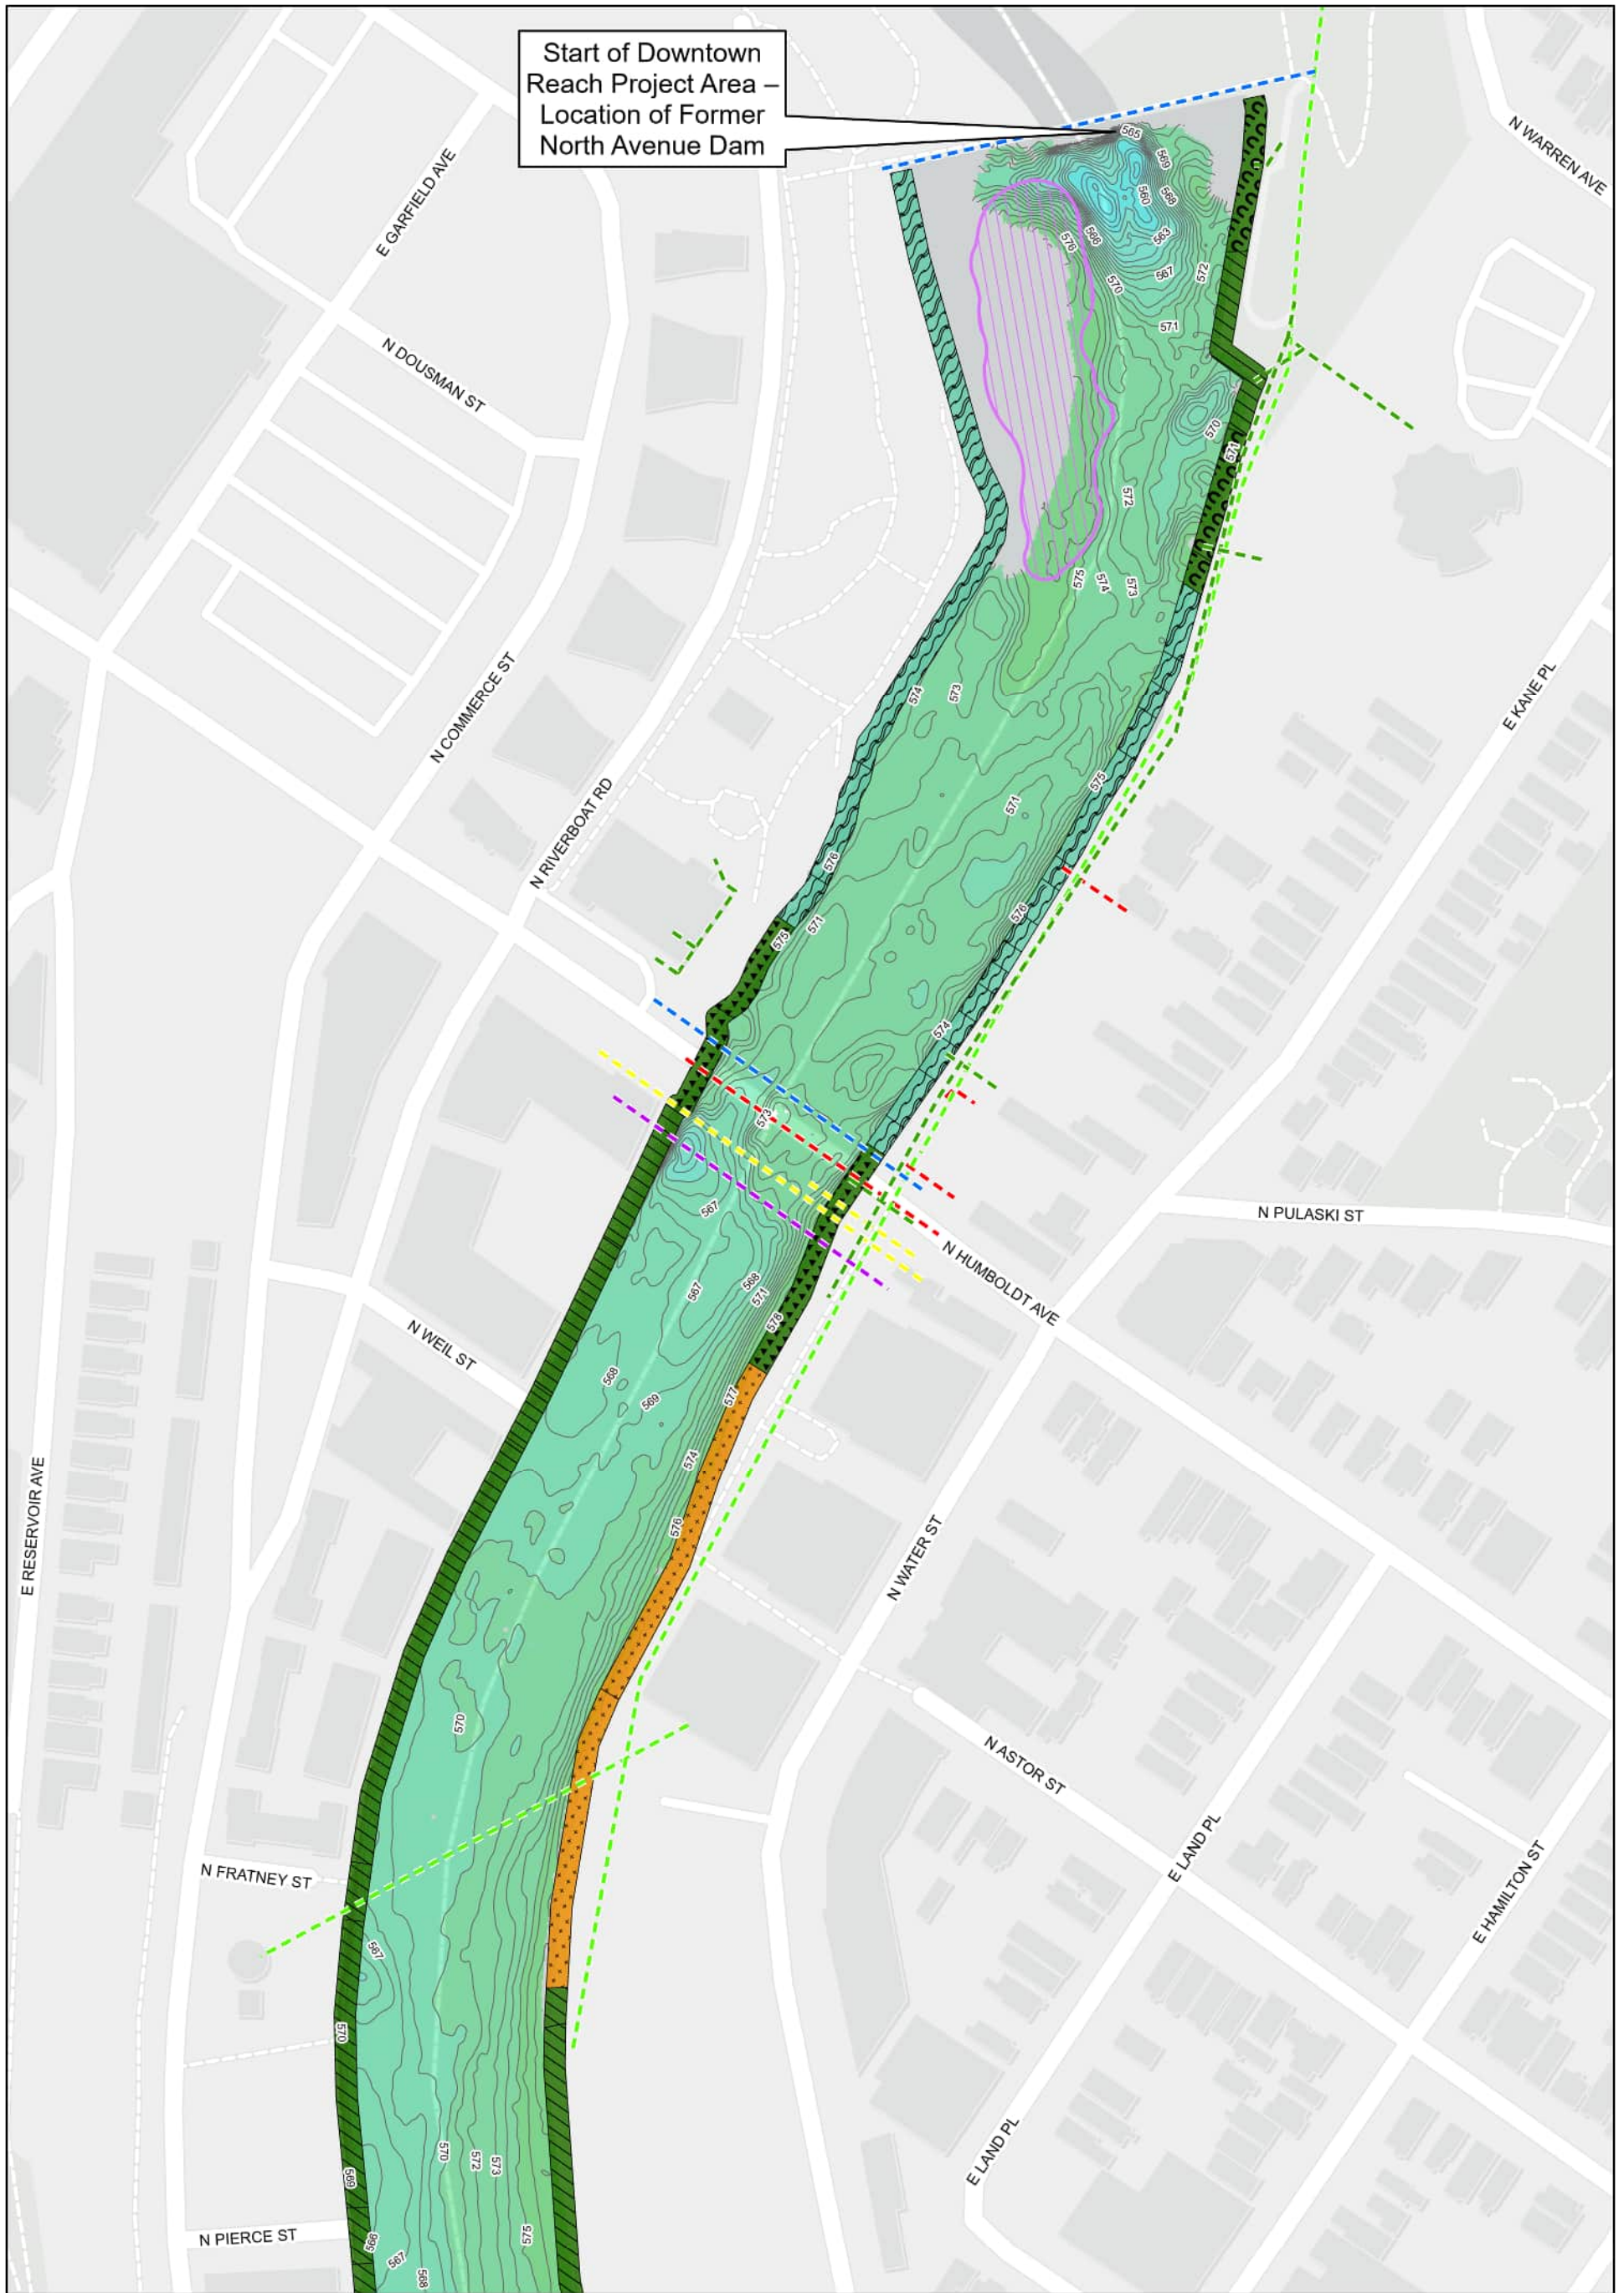 Start of Downtown
Reach Project Area –
Location of Former
North Avenue Dam
N WARREN AVE
E GARFIELD AVE
565
569
560
568
563
576
566
567
572
570
571
N DOUSMAN ST
570
571
572
575
574
573
E KANE PL
N COMMERCE ST
574
573
575
571
N RIVERBOAT RD
576
576
571
575
574
573
N PULASKI ST
567
N HUMBOLDT AVE
568
567
571
578
N WEIL ST
568
577
569
574
E RESERVOIR AVE
576
N WATER ST
570
N ASTOR ST
E LAND PL
N FRATNEY ST
E HAMILTON ST
567
570
E LAND PL
570
572
573
569
N PIERCE ST
566
575
567
568